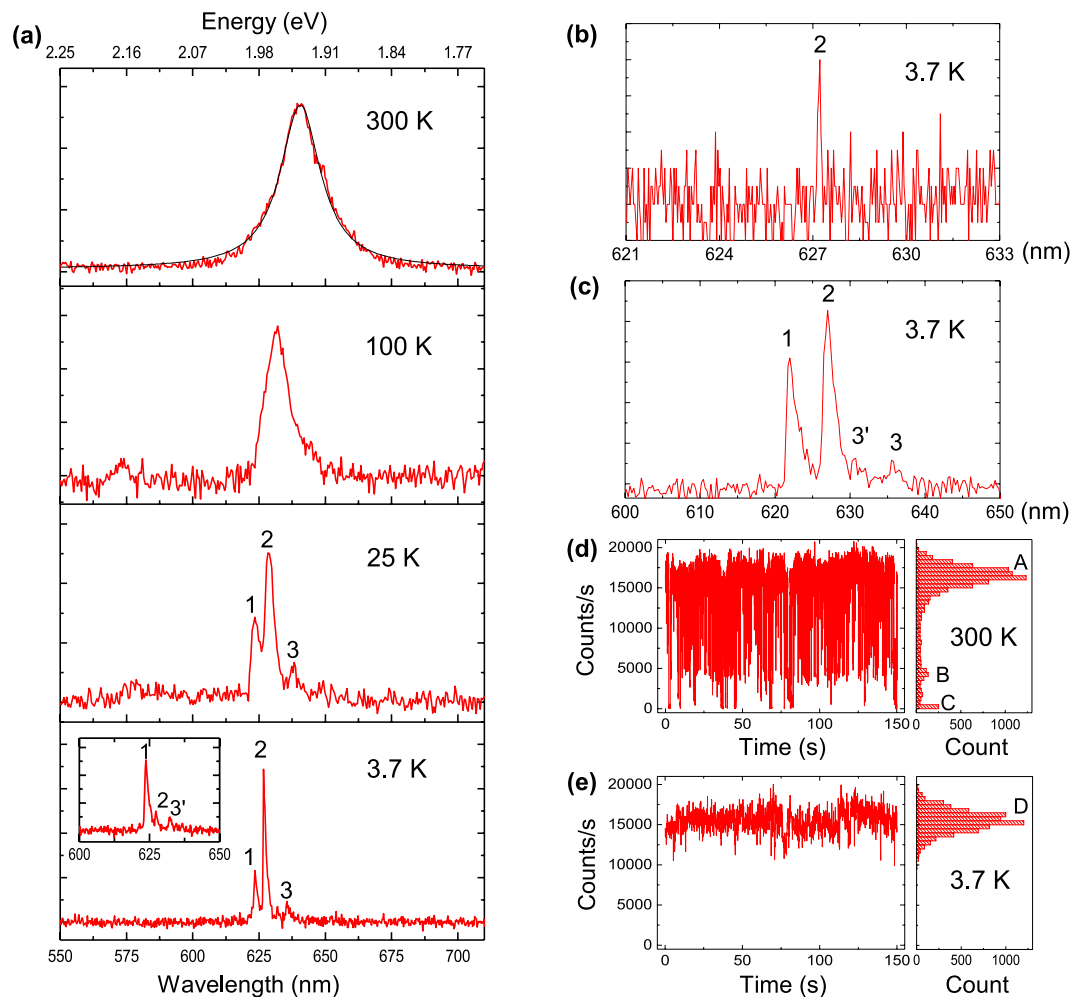 (a)
Energy (eV)
2.25 2.16 2.07 1.98 1.91 1.84 1.77
300 K
100 K
25 K
1 2 3
3.7 K
1 2 3
1 2 3'
600 625 650
550 575 600 625 650 675 700
Wavelength (nm)
(b)
2
3.7 K
621 624 627 630 633 (nm)
(c)
1 2 3' 3
3.7 K
600 610 620 630 640 650 (nm)
(d)
Counts/s
20000
15000
10000
5000
0
0 50 100 150
Time (s)
A
300 K
B
C
0 500 1000
Count
(e)
Counts/s
20000
15000
10000
5000
0
0 50 100 150
Time (s)
D
3.7 K
0 500 1000
Count